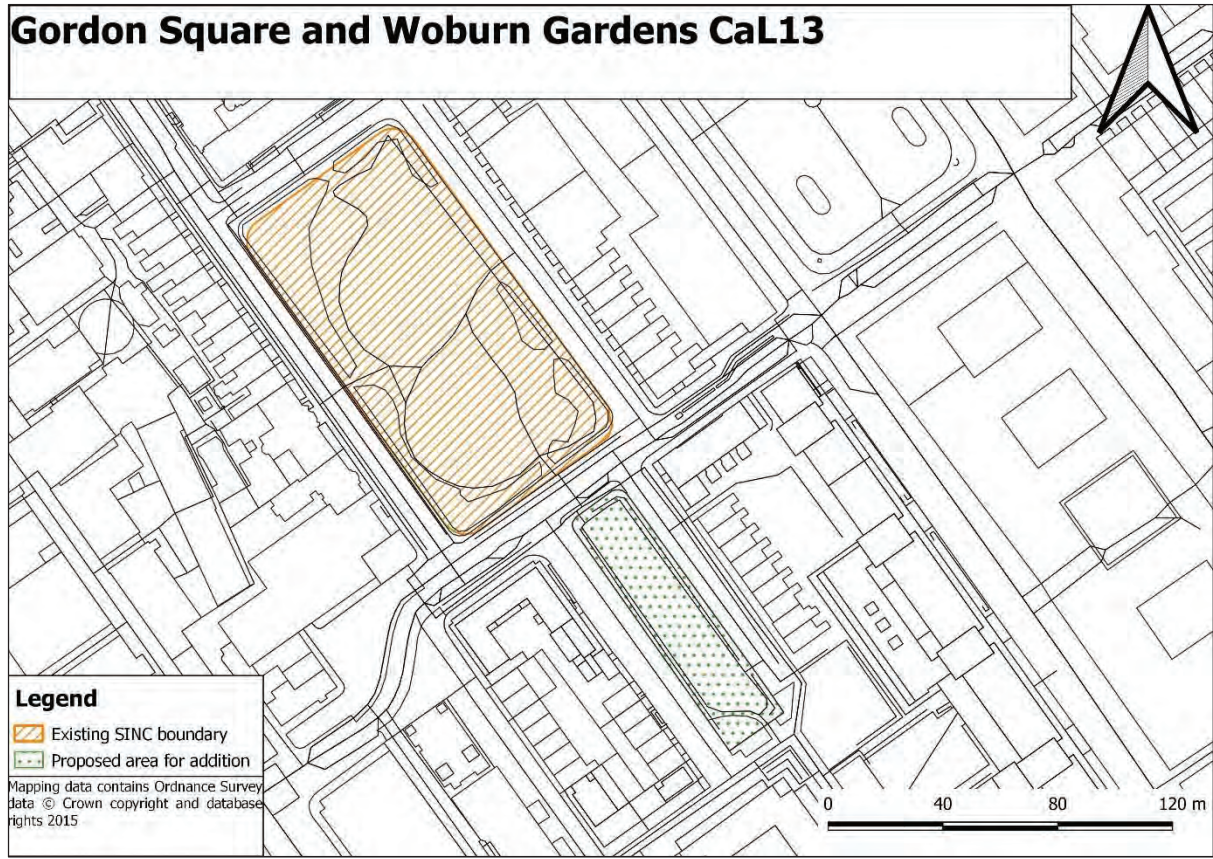 Gordon Square and Woburn Gardens CaL13
Legend
Existing SINC boundary
Proposed area for addition
Mapping data contains Ordnance Survey
data © Crown copyright and database
rights 2015
0 40 80 120 m